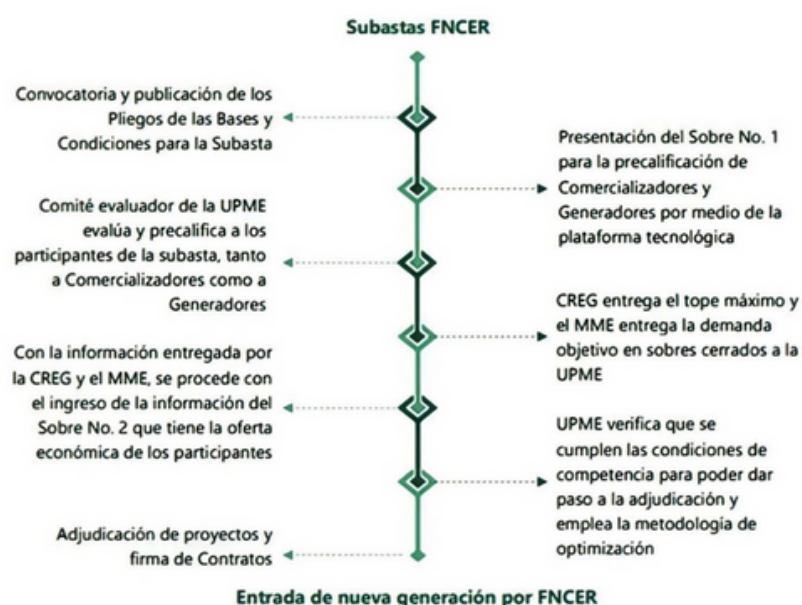 Subastas FNCER
Convocatoria y publicación de los
Pliegos de las Bases y
Condiciones para la Subasta
Presentación del Sobre No. 1
para la precalificación de
Comercializadores y
Generadores por medio de la
plataforma tecnológica
Comité evaluador de la UPME
evalúa y precalifica a los
participantes de la subasta, tanto
a Comercializadores como a
Generadores
CREG entrega el tope máximo y
el MME entrega la demanda
objetivo en sobres cerrados a la
UPME
Con la información entregada por
la CREG y el MME, se procede con
el ingreso de la información del
Sobre No. 2 que tiene la oferta
económica de los participantes
UPME verifica que se
cumplen las condiciones de
competencia para poder dar
paso a la adjudicación y
emplea la metodología de
optimización
Adjudicación de proyectos y
firma de Contratos
Entrada de nueva generación por FNCER